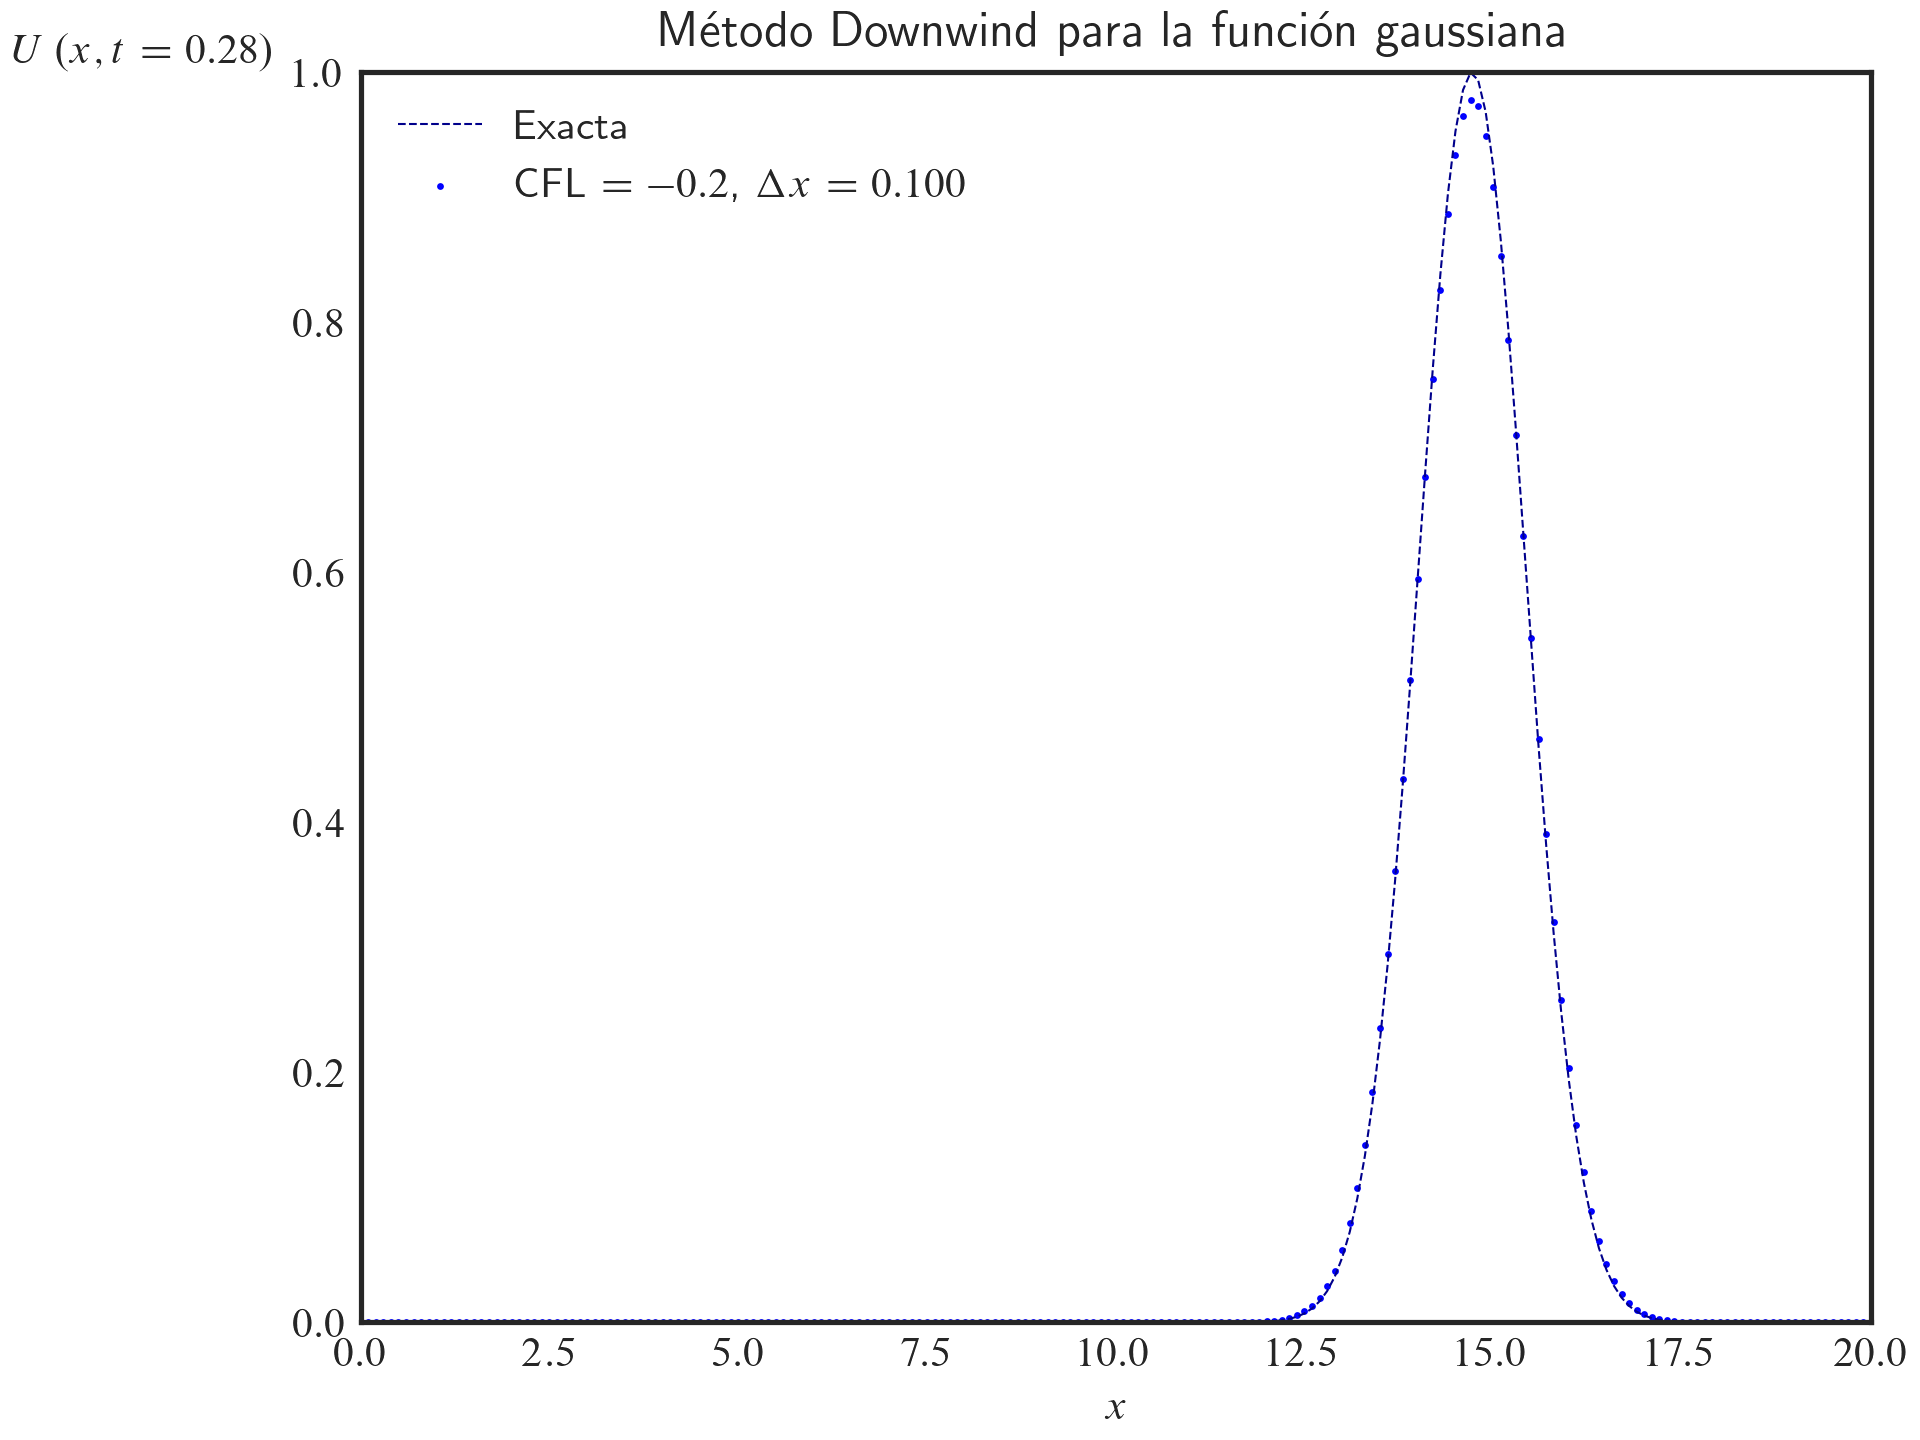 Método Downwind para la función gaussiana
U (x, t = 0.28)
Exacta
CFL = −0.2, Δx = 0.100
1.0
0.8
0.6
0.4
0.2
0.0
0.0 2.5 5.0 7.5 10.0 12.5 15.0 17.5 20.0
x